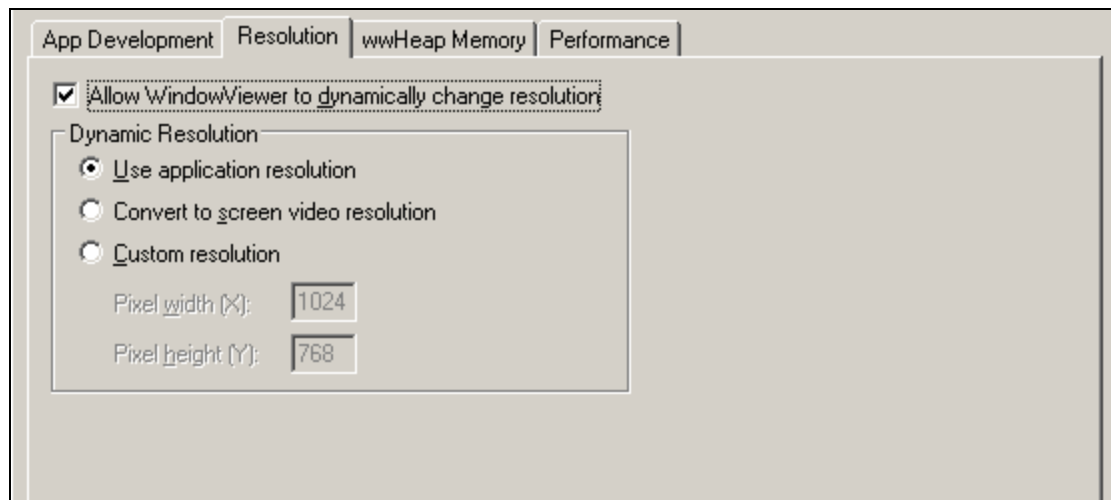 App Development Resolution wwHeap Memory Performance
Allow WindowViewer to dynamically change resolution
Dynamic Resolution
Use application resolution
Convert to screen video resolution
Custom resolution
Pixel width (X): 1024
Pixel height (Y): 768